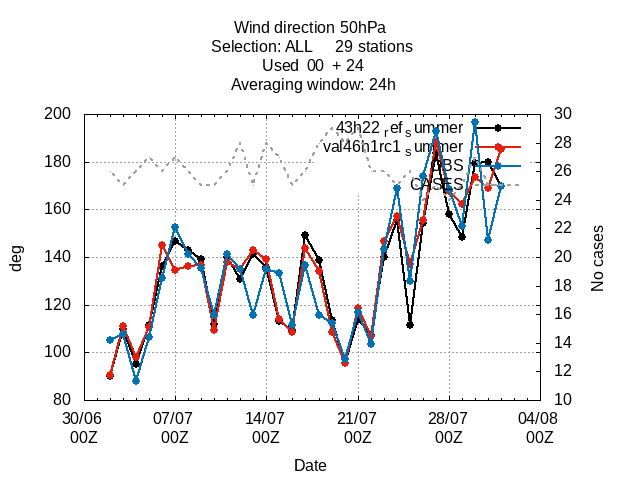 Wind direction 50hPa
Selection: ALL 29 stations
Used 00 + 24
Averaging window: 24h
200
180
160
140
120
100
80
30
28
26
24
22
20
18
16
14
12
10
43h22 ref summer
val46h1rc1 summer
OBS
CASES
deg
No cases
30/06 07/07 14/07 21/07 28/07 04/08
00Z 00Z 00Z 00Z 00Z 00Z
Date